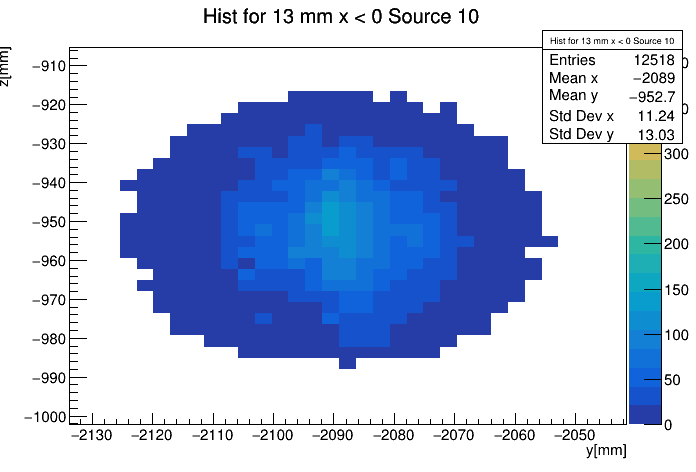 Hist for 13 mm x < 0 Source 10
z[mm]
Hist for 13 mm x < 0 Source 10
Entries 12518
Mean x −2089
Mean y −952.7
Std Dev x 11.24
Std Dev y 13.03
−910
−920
−930
−940
−950
−960
−970
−980
−990
−1000
300
250
200
150
100
50
0
−2130 −2120 −2110 −2100 −2090 −2080 −2070 −2060 −2050
y[mm]